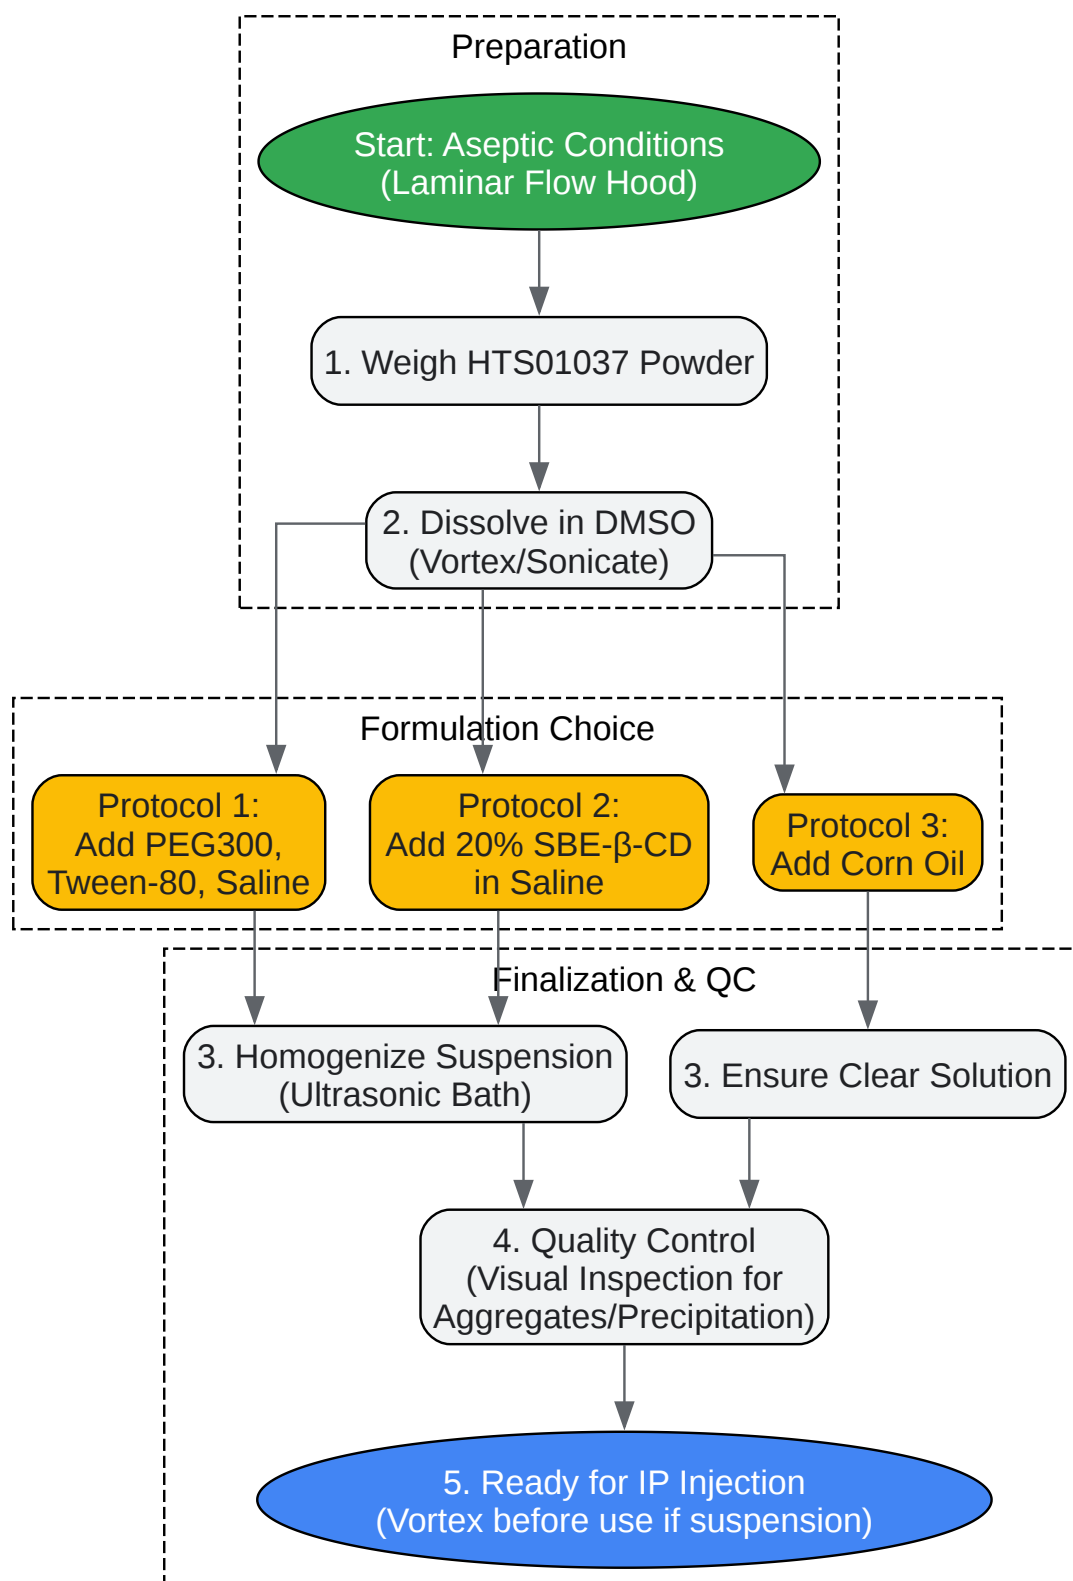 Preparation
Start: Aseptic Conditions
(Laminar Flow Hood)
1. Weigh HTS01037 Powder
2. Dissolve in DMSO
(Vortex/Sonicate)
Formulation Choice
Protocol 1:
Add PEG300,
Tween-80, Saline
Protocol 2:
Add 20% SBE-β-CD
in Saline
Protocol 3:
Add Corn Oil
Finalization & QC
3. Homogenize Suspension
(Ultrasonic Bath)
3. Ensure Clear Solution
4. Quality Control
(Visual Inspection for
Aggregates/Precipitation)
5. Ready for IP Injection
(Vortex before use if suspension)